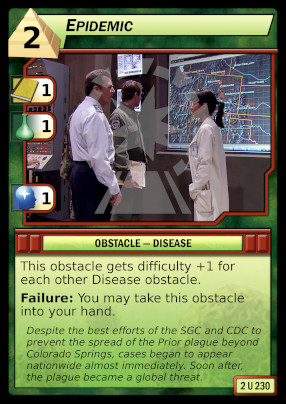 2
EPIDEMIC
1
1
1
OBSTACLE — DISEASE
This obstacle gets difficulty +1 for
each other Disease obstacle.
Failure: You may take this obstacle
into your hand.
Despite the best efforts of the SGC and CDC to
prevent the spread of the Prior plague beyond
Colorado Springs, cases began to appear
nationwide almost immediately. Soon after,
the plague became a global threat.
2 U 230